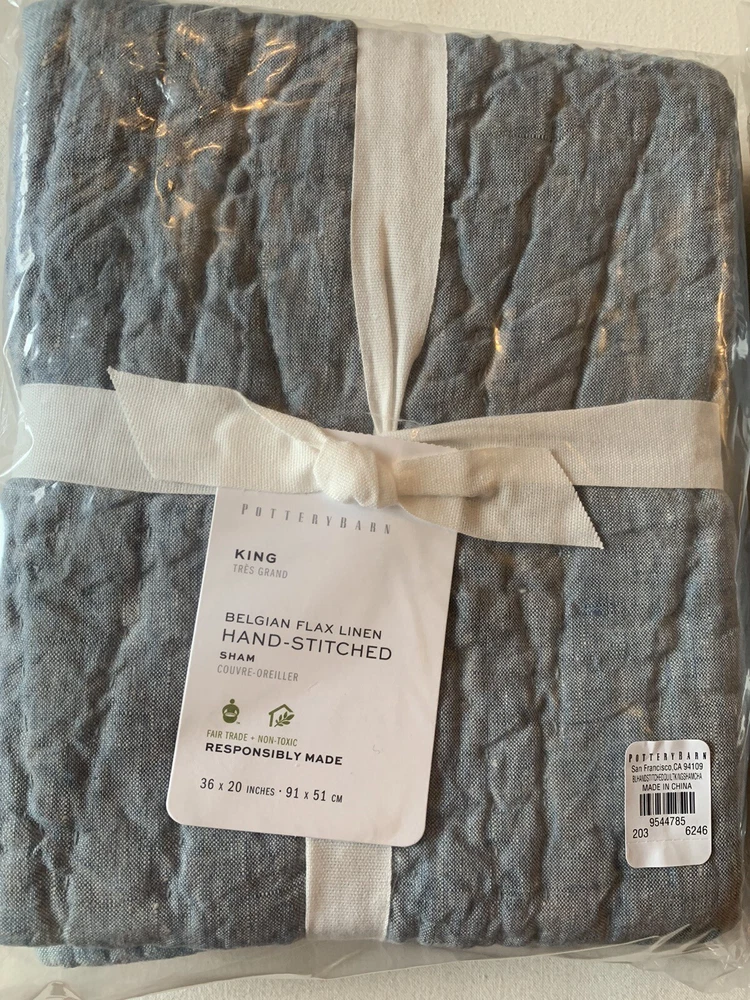 POTTERYBARN
KING
TRÈS GRAND
BELGIAN FLAX LINEN
HAND-STITCHED
SHAM
COUVRE-OREILLER
FAIR TRADE • NON-TOXIC
RESPONSIBLY MADE
36 x 20 INCHES · 91 x 51 CM
POTTERYBARN
San Francisco,CA 94109
BLHANDSTITCHEDQUILTKINGSHAMCHA
MADE IN CHINA
9544785
203 6246